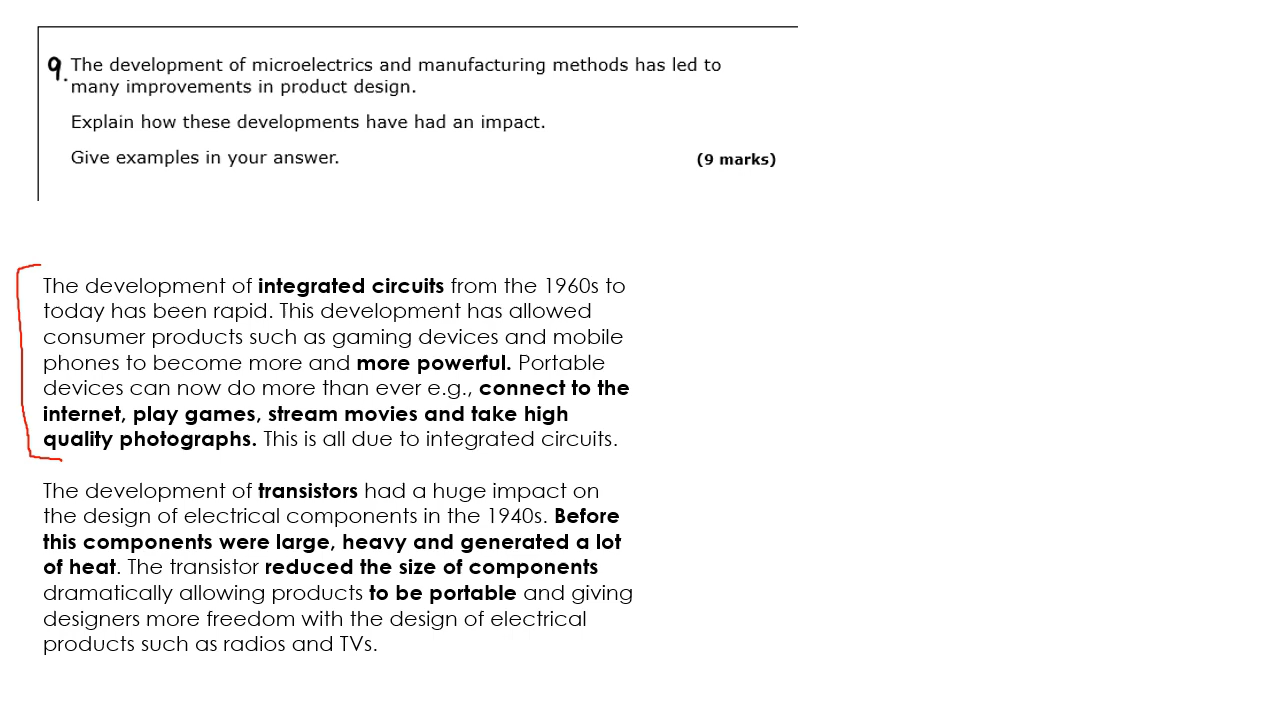 9. The development of microelectrics and manufacturing methods has led to
many improvements in product design.
Explain how these developments have had an impact.
Give examples in your answer. (9 marks)
The development of integrated circuits from the 1960s to
today has been rapid. This development has allowed
consumer products such as gaming devices and mobile
phones to become more and more powerful. Portable
devices can now do more than ever e.g., connect to the
internet, play games, stream movies and take high
quality photographs. This is all due to integrated circuits.
The development of transistors had a huge impact on
the design of electrical components in the 1940s. Before
this components were large, heavy and generated a lot
of heat. The transistor reduced the size of components
dramatically allowing products to be portable and giving
designers more freedom with the design of electrical
products such as radios and TVs.